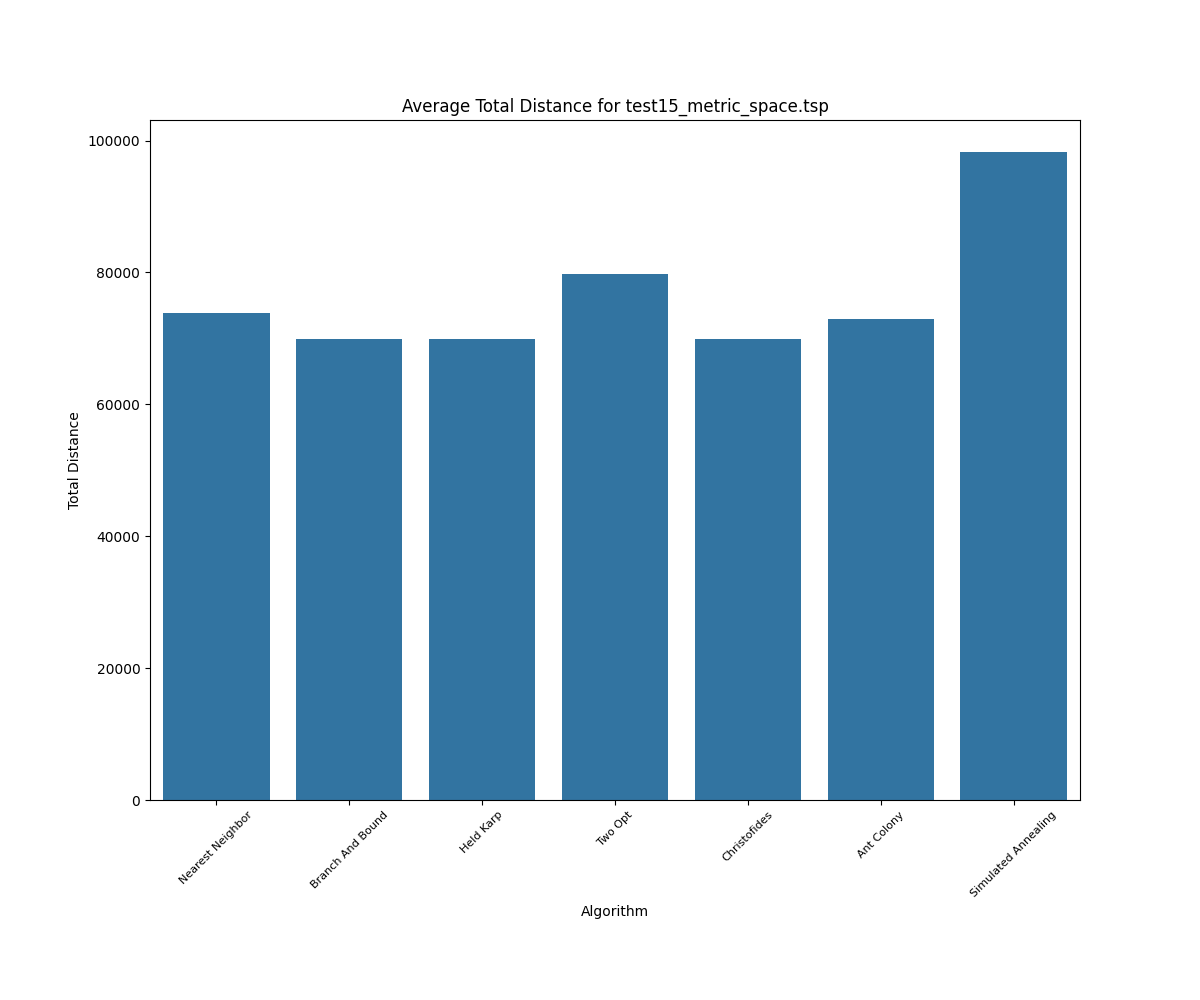 Average Total Distance for test15_metric_space.tsp
100000
80000
60000
40000
20000
0
Total Distance
Nearest Neighbor
Branch And Bound
Held Karp
Two Opt
Christofides
Ant Colony
Simulated Annealing
Algorithm